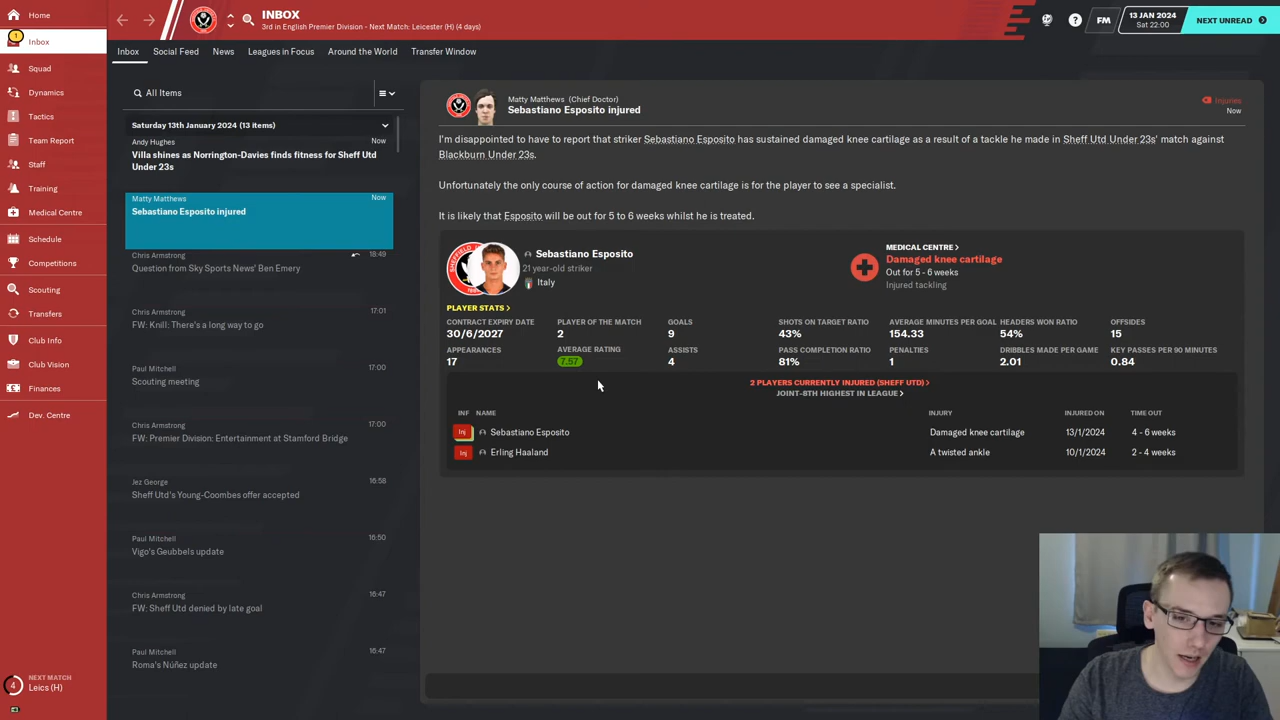 Home
INBOX
3rd in English Premier Division - Next Match: Leicester (H) (4 days)
FM
13 JAN 2024
Sat 22:00
NEXT UNREAD
1
Inbox
Squad
Dynamics
Tactics
Team Report
Staff
Training
Medical Centre
Schedule
Competitions
Scouting
Transfers
Club Info
Club Vision
Finances
Dev. Centre
4
NEXT MATCH
Leics (H)
Inbox
Social Feed
News
Leagues in Focus
Around the World
Transfer Window
All Items
Saturday 13th January 2024 (13 items)
Andy Hughes
Now
Villa shines as Norrington-Davies finds fitness for Sheff Utd
Under 23s
Matty Matthews
Now
Sebastiano Esposito injured
Chris Armstrong
18:49
Question from Sky Sports News' Ben Emery
Chris Armstrong
17:01
FW: Knill: There's a long way to go
Paul Mitchell
17:00
Scouting meeting
Chris Armstrong
17:00
FW: Premier Division: Entertainment at Stamford Bridge
Jez George
16:58
Sheff Utd's Young-Coombes offer accepted
Paul Mitchell
16:50
Vigo's Geubbels update
Chris Armstrong
16:47
FW: Sheff Utd denied by late goal
Paul Mitchell
16:47
Roma's Núñez update
Matty Matthews (Chief Doctor)
Sebastiano Esposito injured
Injuries
Now
I'm disappointed to have to report that striker Sebastiano Esposito has sustained damaged knee cartilage as a result of a tackle he made in Sheff Utd Under 23s' match against
Blackburn Under 23s.
Unfortunately the only course of action for damaged knee cartilage is for the player to see a specialist.
It is likely that Esposito will be out for 5 to 6 weeks whilst he is treated.
Sebastiano Esposito
21 year-old striker
Italy
MEDICAL CENTRE >
Damaged knee cartilage
Out for 5 - 6 weeks
Injured tackling
PLAYER STATS >
CONTRACT EXPIRY DATE
PLAYER OF THE MATCH
GOALS
SHOTS ON TARGET RATIO
AVERAGE MINUTES PER GOAL
HEADERS WON RATIO
OFFSIDES
30/6/2027
2
9
43%
154.33
54%
15
APPEARANCES
AVERAGE RATING
ASSISTS
PASS COMPLETION RATIO
PENALTIES
DRIBBLES MADE PER GAME
KEY PASSES PER 90 MINUTES
17
7.57
4
81%
1
2.01
0.84
2 PLAYERS CURRENTLY INJURED (SHEFF UTD) >
JOINT-8TH HIGHEST IN LEAGUE >
INF
NAME
INJURY
INJURED ON
TIME OUT
Inj
Sebastiano Esposito
Damaged knee cartilage
13/1/2024
4 - 6 weeks
Inj
Erling Haaland
A twisted ankle
10/1/2024
2 - 4 weeks